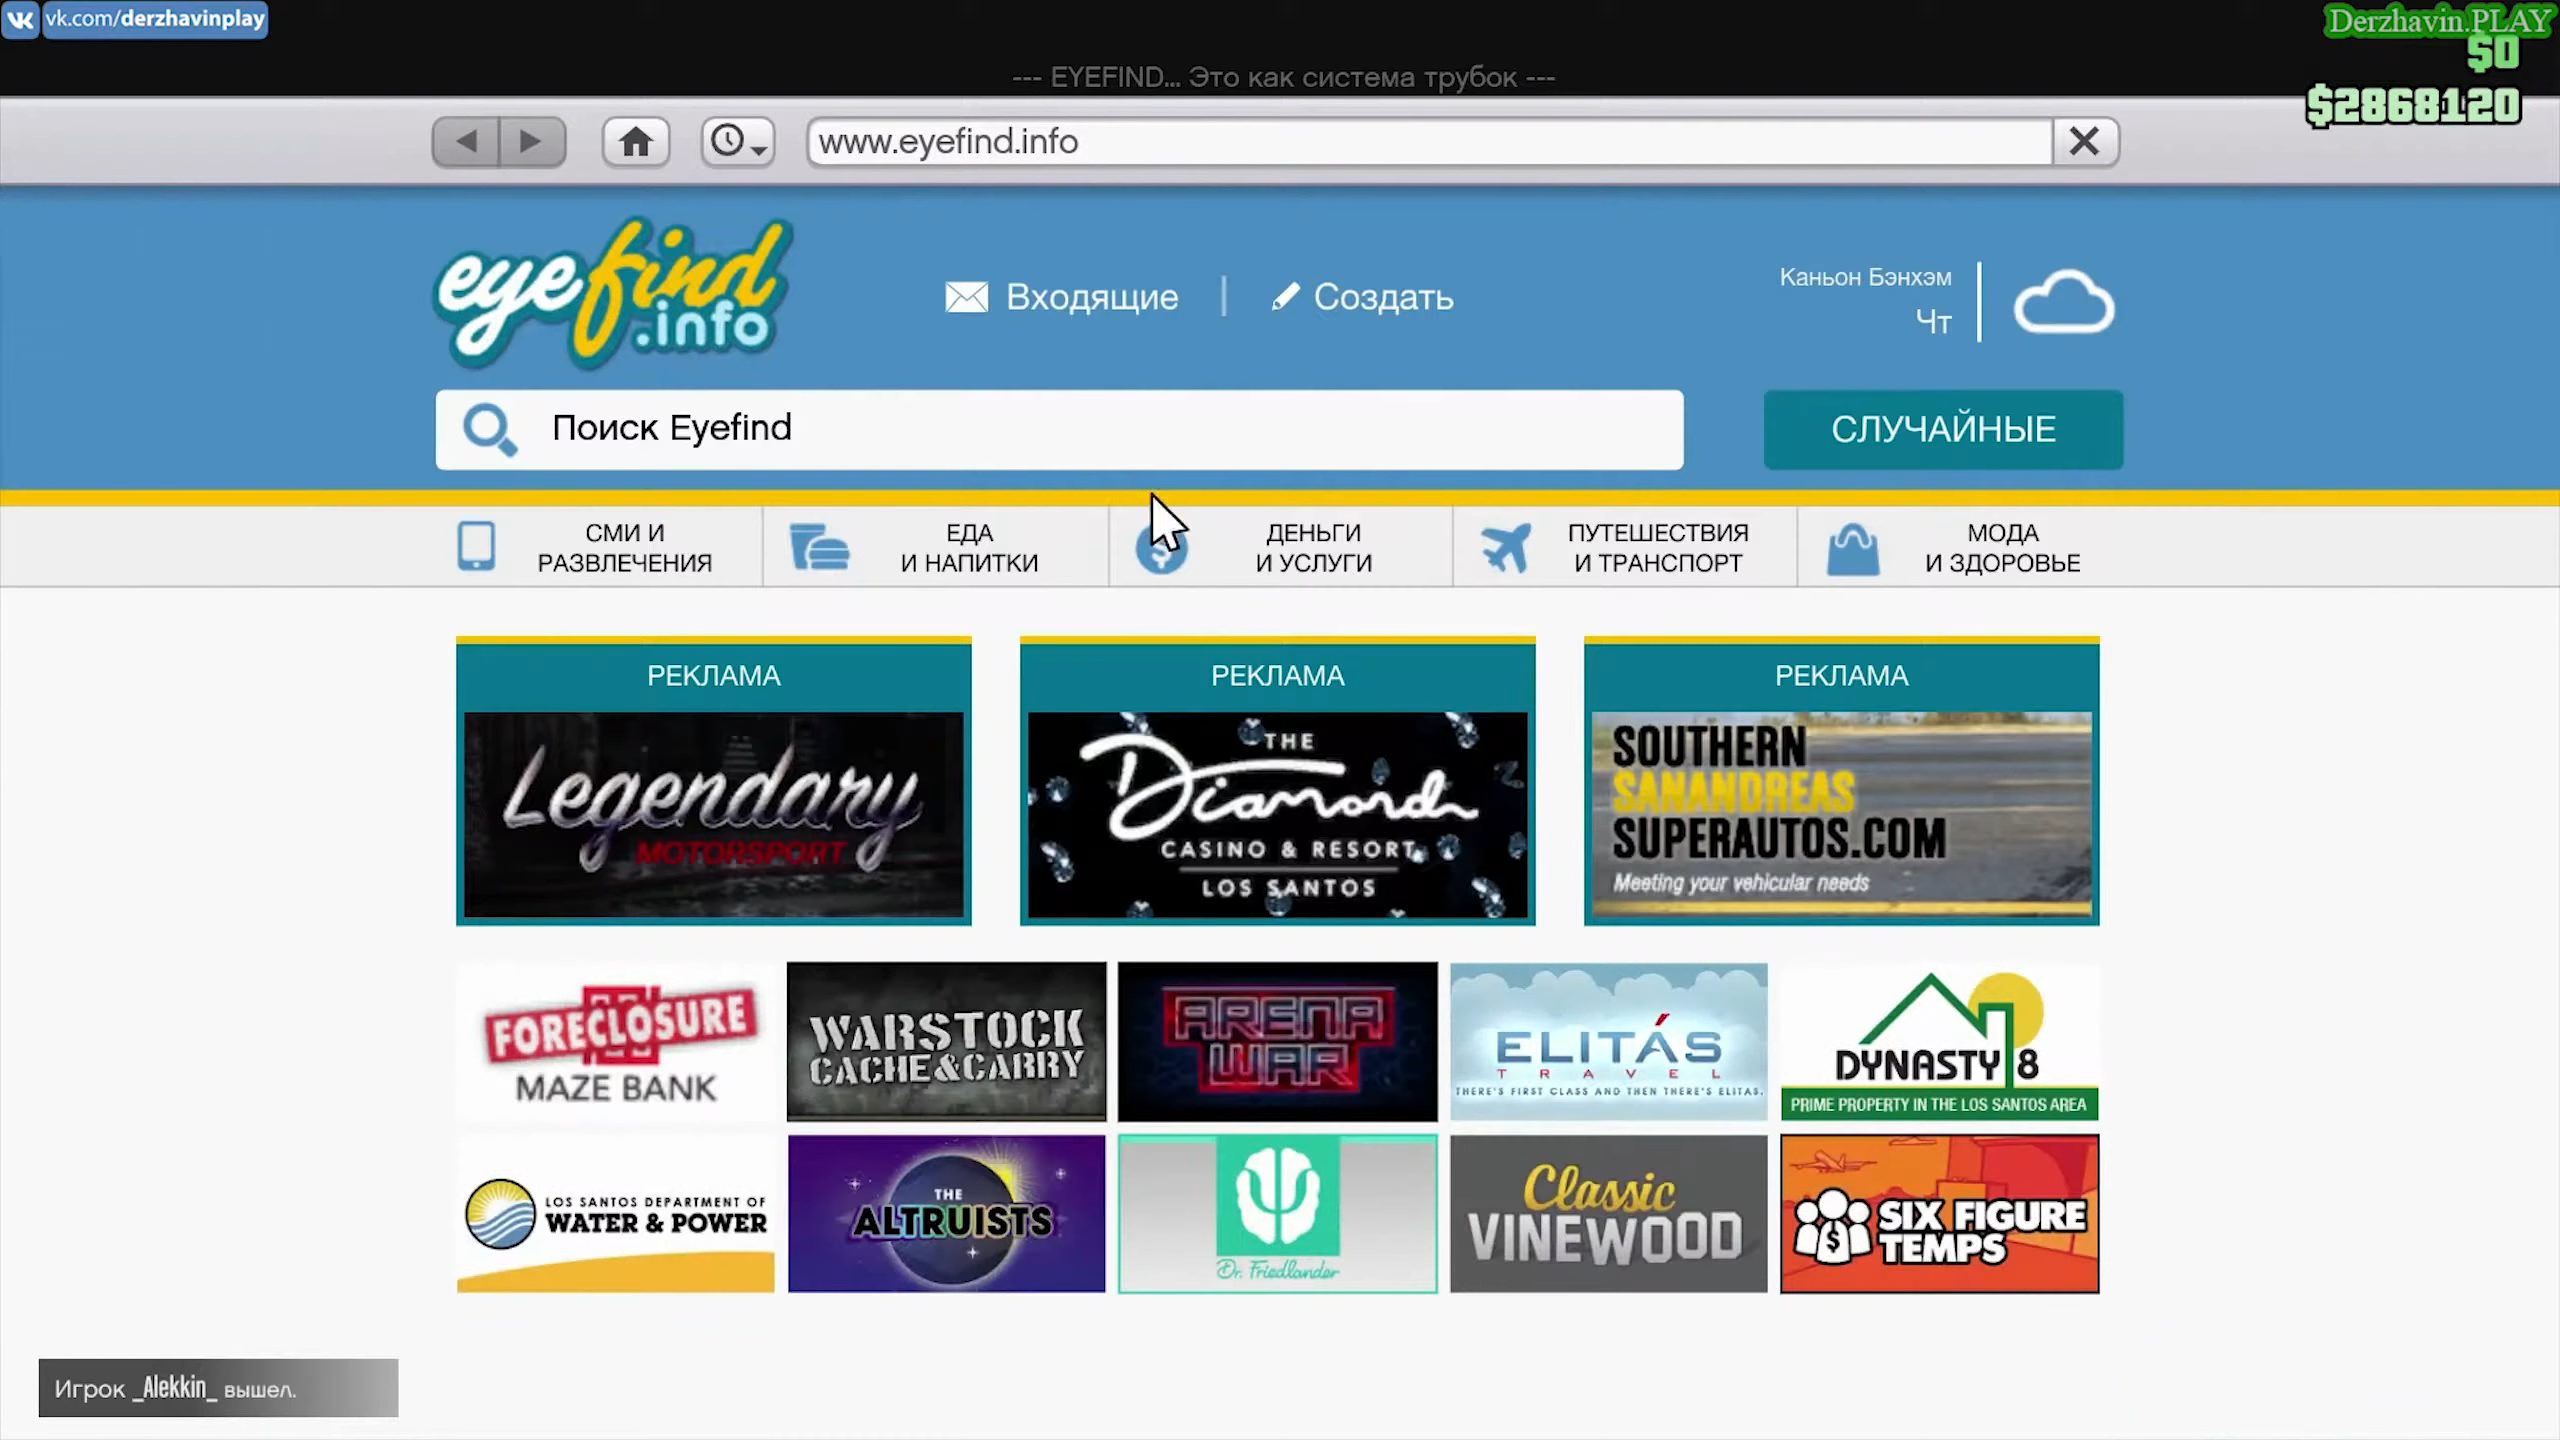 vk.com/derzhavinplay
Derzhavin.PLAY
$0
--- EYEFIND... Это как система трубок ---
$2868120
www.eyefind.info
eyefind
.info
Входящие
Создать
Каньон Бэнхэм
Чт
Поиск Eyefind
СЛУЧАЙНЫЕ
СМИ И
РАЗВЛЕЧЕНИЯ
ЕДА
И НАПИТКИ
ДЕНЬГИ
И УСЛУГИ
ПУТЕШЕСТВИЯ
И ТРАНСПОРТ
МОДА
И ЗДОРОВЬЕ
РЕКЛАМА
Legendary
MOTORSPORT
РЕКЛАМА
THE
Diamond
CASINO & RESORT
LOS SANTOS
РЕКЛАМА
SOUTHERN
SANANDREAS
SUPERAUTOS.COM
Meeting your vehicular needs
FORECLOSURE
MAZE BANK
WARSTOCK
CACHE&CARRY
ARENA
WAR
ELITÁS
TRAVEL
THERE'S FIRST CLASS AND THEN THERE'S ELITAS.
DYNASTY 8
PRIME PROPERTY IN THE LOS SANTOS AREA
LOS SANTOS DEPARTMENT OF
WATER & POWER
THE
ALTRUISTS
Dr. Friedlander
Classic
VINEWOOD
SIX FIGURE
TEMPS
Игрок _Alekkin_ вышел.